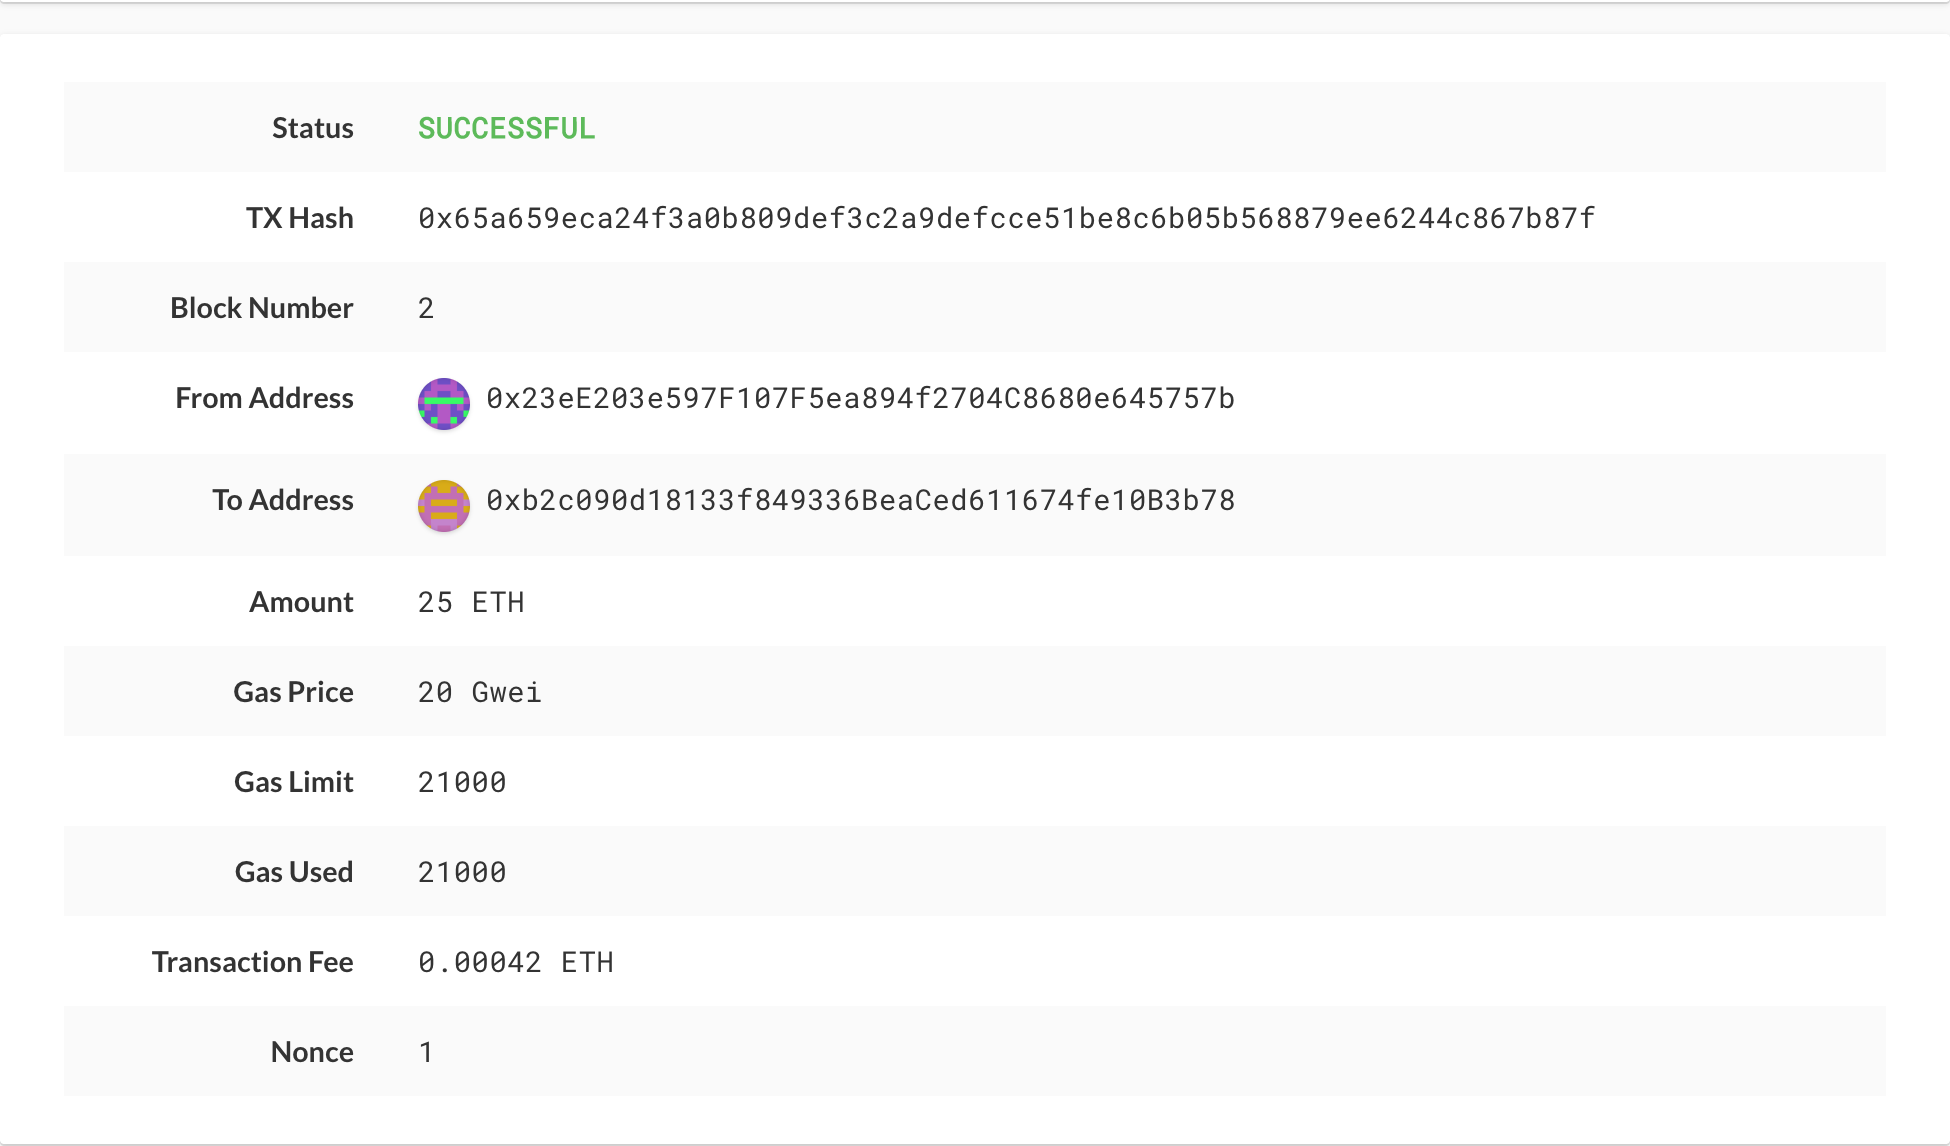 Status SUCCESSFUL
TX Hash 0x65a659eca24f3a0b809def3c2a9defcce51be8c6b05b568879ee6244c867b87f
Block Number 2
From Address 0x23eE203e597F107F5ea894f2704C8680e645757b
To Address 0xb2c090d18133f849336BeaCed611674fe10B3b78
Amount 25 ETH
Gas Price 20 Gwei
Gas Limit 21000
Gas Used 21000
Transaction Fee 0.00042 ETH
Nonce 1